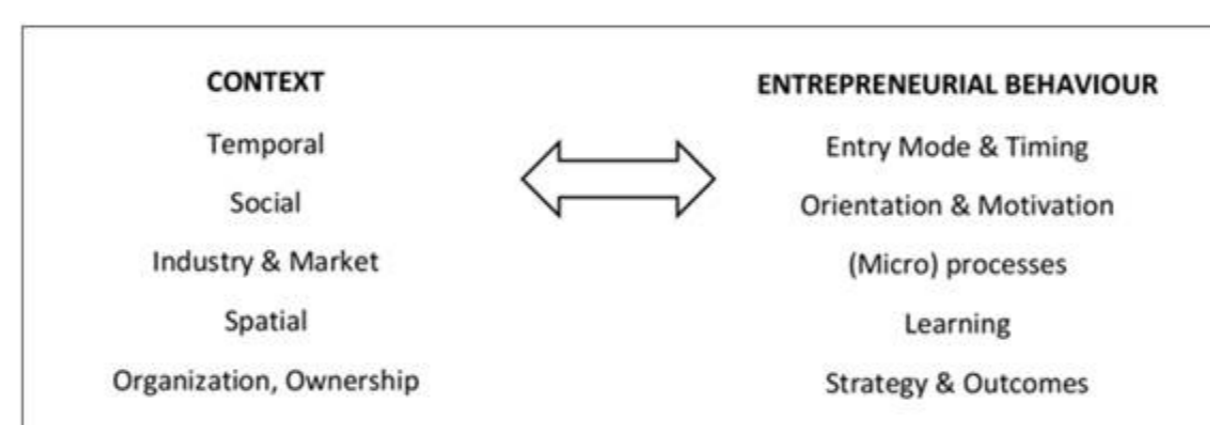 CONTEXT
Temporal
Social
Industry & Market
Spatial
Organization, Ownership
ENTREPRENEURIAL BEHAVIOUR
Entry Mode & Timing
Orientation & Motivation
(Micro) processes
Learning
Strategy & Outcomes